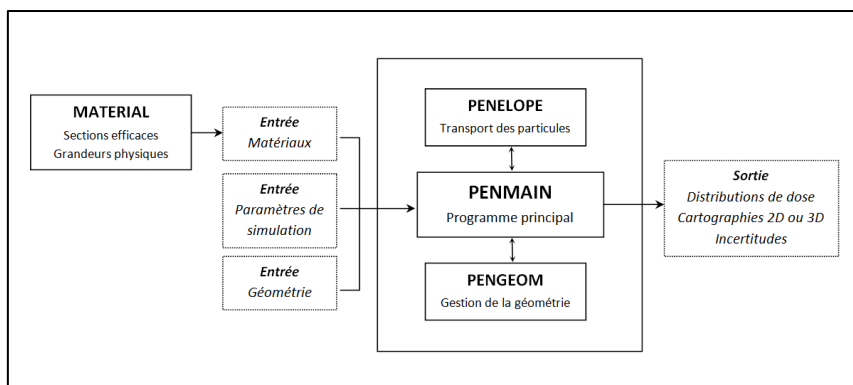 MATERIAL
Sections efficaces
Grandeurs physiques
Entrée
Matériaux
Entrée
Paramètres de
simulation
Entrée
Géométrie
PENELOPE
Transport des particules
PENMAIN
Programme principal
PENGEOM
Gestion de la géométrie
Sortie
Distributions de dose
Cartographies 2D ou 3D
Incertitudes